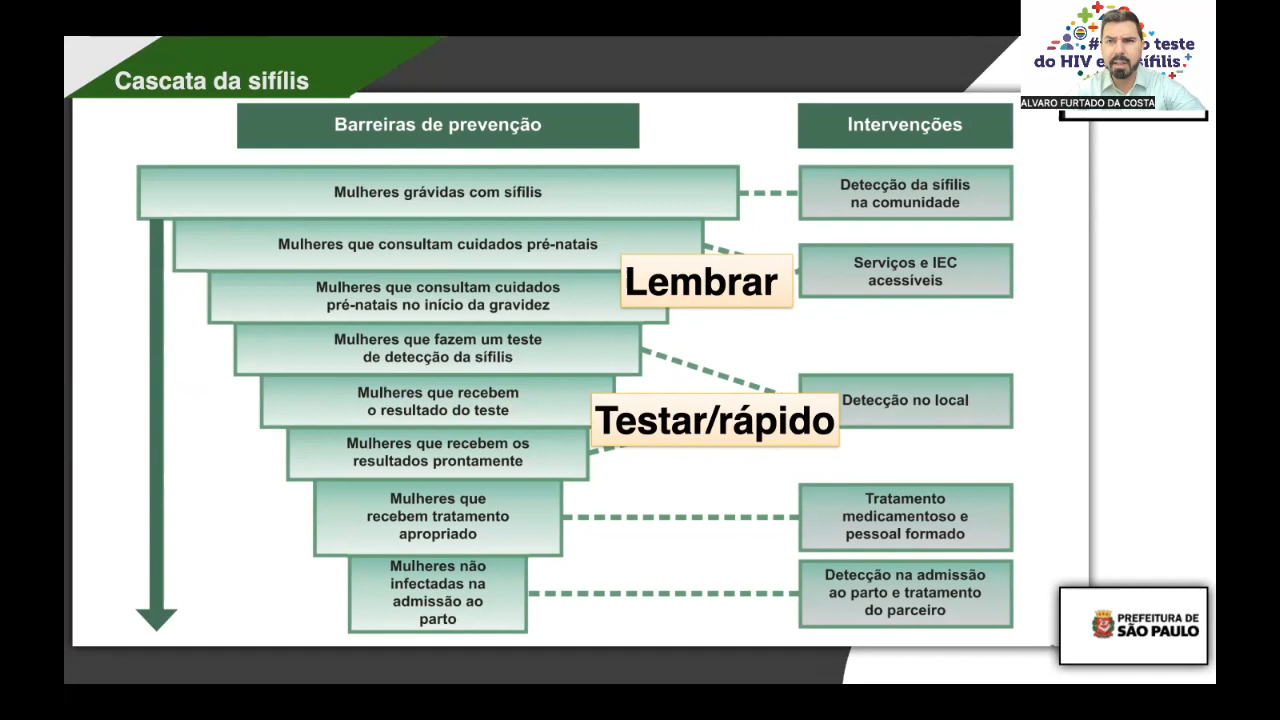 Cascata da sifílis
Barreiras de prevenção
Intervenções
Mulheres grávidas com sífilis
Detecção da sífilis
na comunidade
Mulheres que consultam cuidados pré-natais
Serviços e IEC
acessíveis
Lembrar
Mulheres que consultam cuidados
pré-natais no início da gravidez
Mulheres que fazem um teste
de detecção da sífilis
Mulheres que recebem
o resultado do teste
Detecção no local
Testar/rápido
Mulheres que recebem os
resultados prontamente
Mulheres que
recebem tratamento
apropriado
Tratamento
medicamentoso e
pessoal formado
Mulheres não
infectadas na
admissão ao
parto
Detecção na admissão
ao parto e tratamento
do parceiro
teste
do HIV e
ALVARO FURTADO DA COSTA
PREFEITURA DE
SÃO PAULO